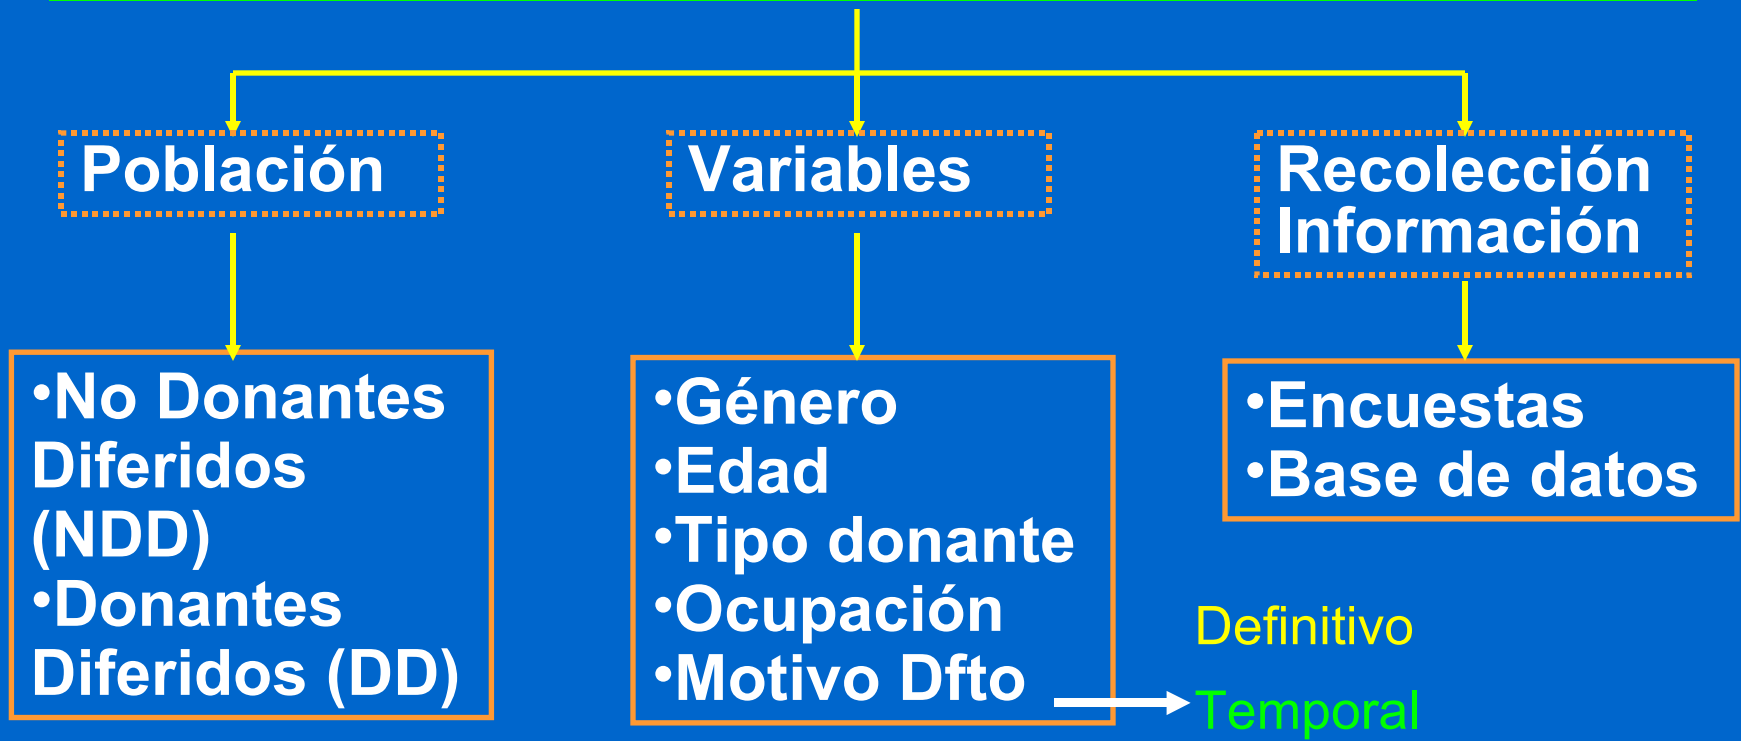 Población
Variables
Recolección
Información
•No Donantes
Diferidos
(NDD)
•Donantes
Diferidos (DD)
•Género
•Edad
•Tipo donante
•Ocupación
•Motivo Dfto
•Encuestas
•Base de datos
Definitivo
Temporal